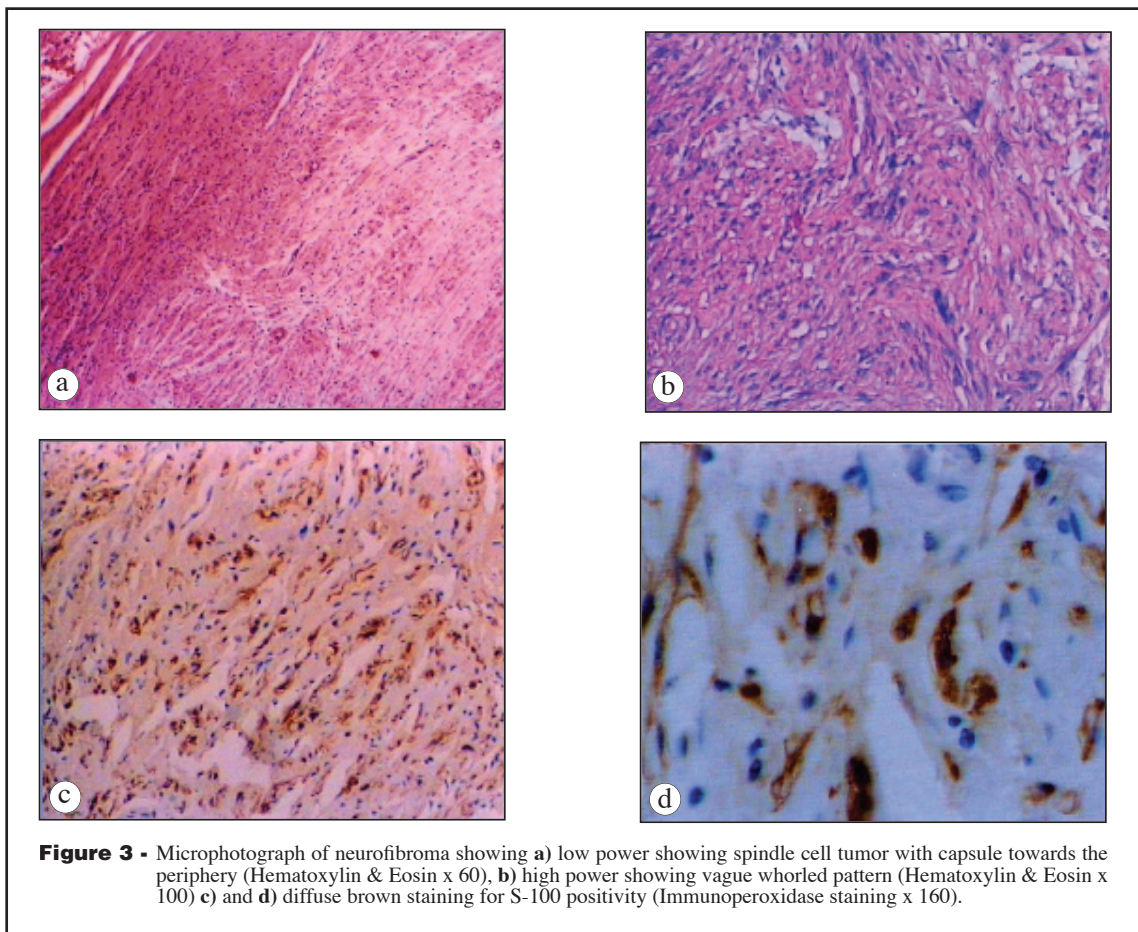 a
b
c
d
Figure 3 - Microphotograph of neurofibroma showing a) low power showing spindle cell tumor with capsule towards the
periphery (Hematoxylin & Eosin x 60), b) high power showing vague whorled pattern (Hematoxylin & Eosin x
100) c) and d) diffuse brown staining for S-100 positivity (Immunoperoxidase staining x 160).